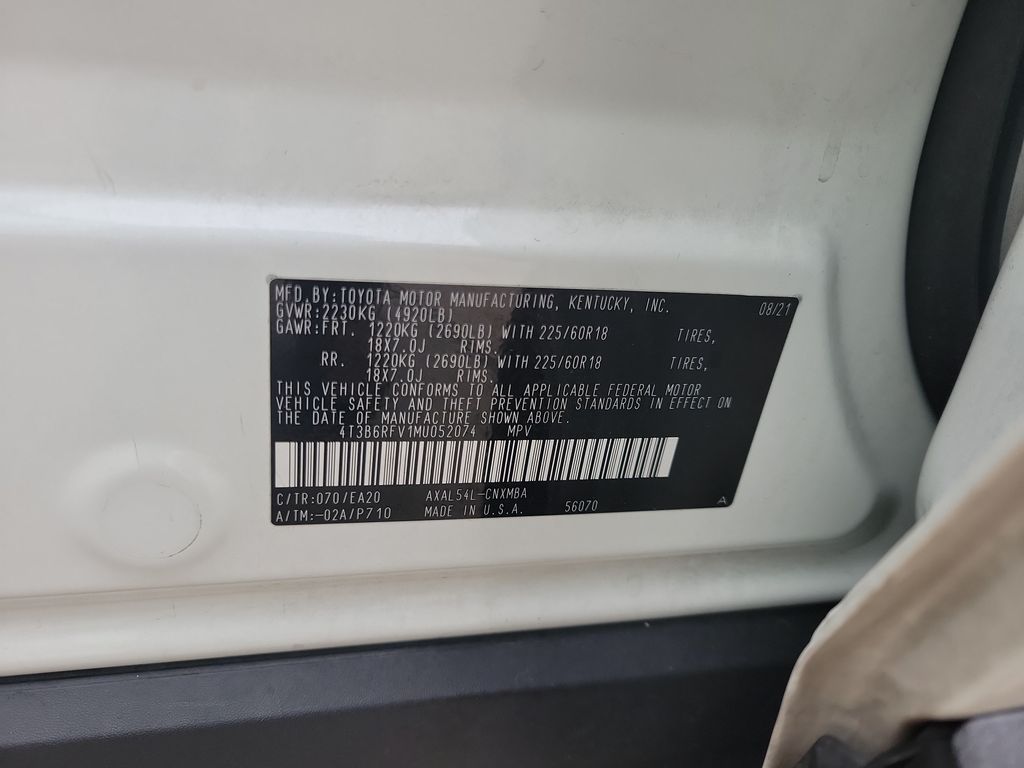 MFD.BY:TOYOTA MOTOR MANUFACTURING, KENTUCKY, INC. 08/21
GVWR:2230KG (4920LB)
GAWR:FRT. 1220KG (2690LB) WITH 225/60R18 TIRES,
18X7.0J RIMS.
RR. 1220KG (2690LB) WITH 225/60R18 TIRES,
18X7.0J RIMS.
THIS VEHICLE CONFORMS TO ALL APPLICABLE FEDERAL MOTOR
VEHICLE SAFETY AND THEFT PREVENTION STANDARDS IN EFFECT ON
THE DATE OF MANUFACTURE SHOWN ABOVE.
4T3B6RFV1MU052074 MPV
C/TR:070/EA20 AXAL54L-CNXMBA
A/TM:-02A/P710 MADE IN U.S.A. 56070 A